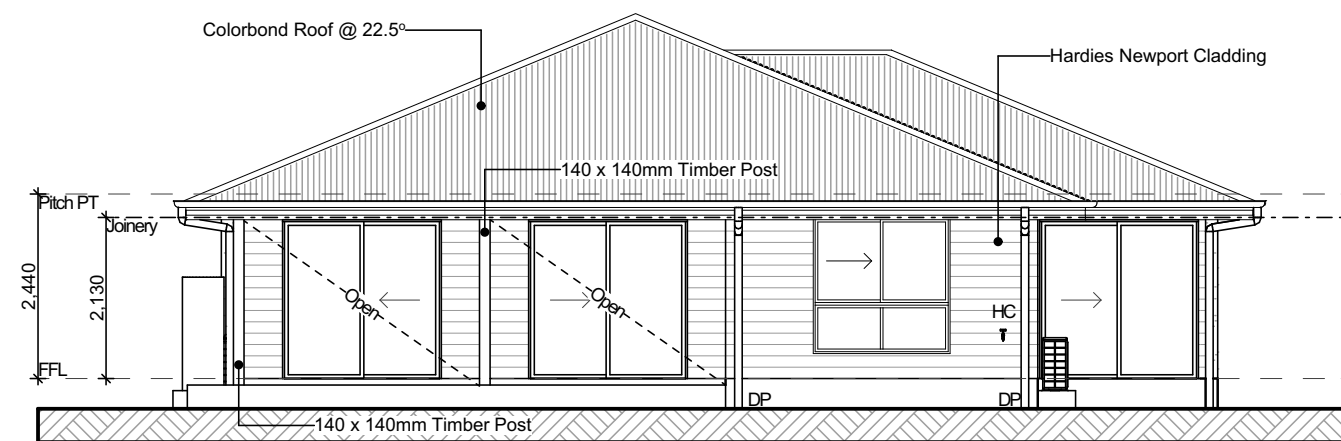 Colorbond Roof @ 22.5º
Hardies Newport Cladding
140 x 140mm Timber Post
Pitch PT
Joinery
2,440
2,130
Open
Open
HC
FFL
DP
DP
140 x 140mm Timber Post